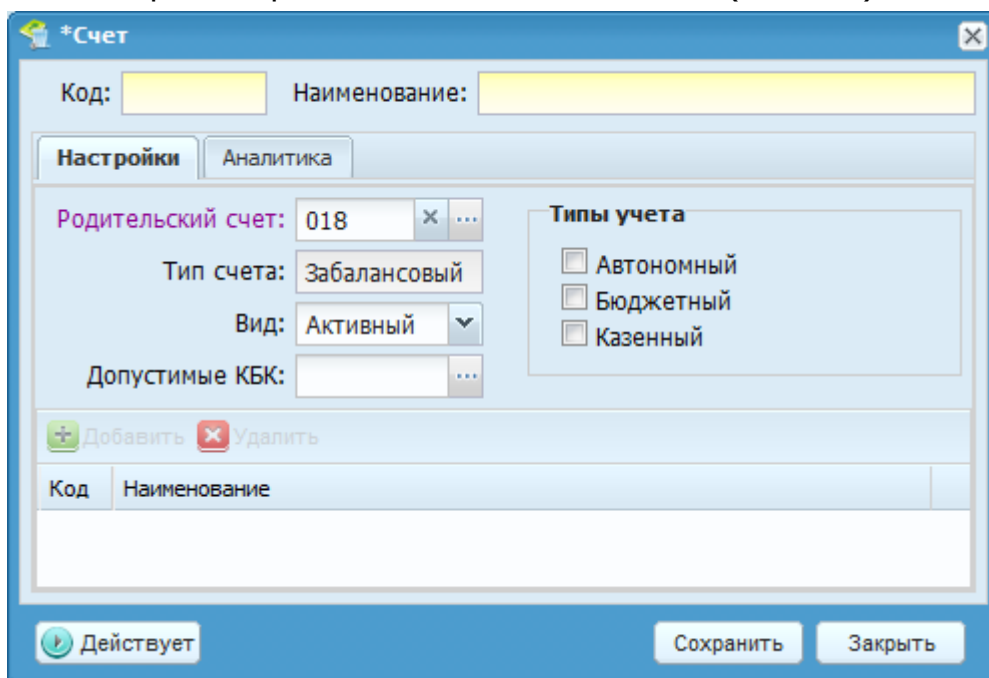 *Счет
Код: Наименование:
Настройки Аналитика
Родительский счет: 018
Тип счета: Забалансовый
Вид: Активный
Допустимые КБК:
Типы учета
Автономный
Бюджетный
Казенный
Добавить Удалить
Код Наименование
Действует Сохранить Закрыть